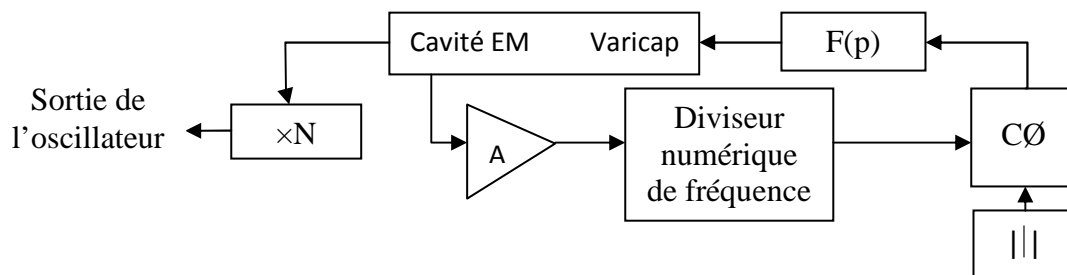 Cavité EM Varicap
F(p)
Sortie de
l’oscillateur
×N
A
Diviseur
numérique
de fréquence
CØ